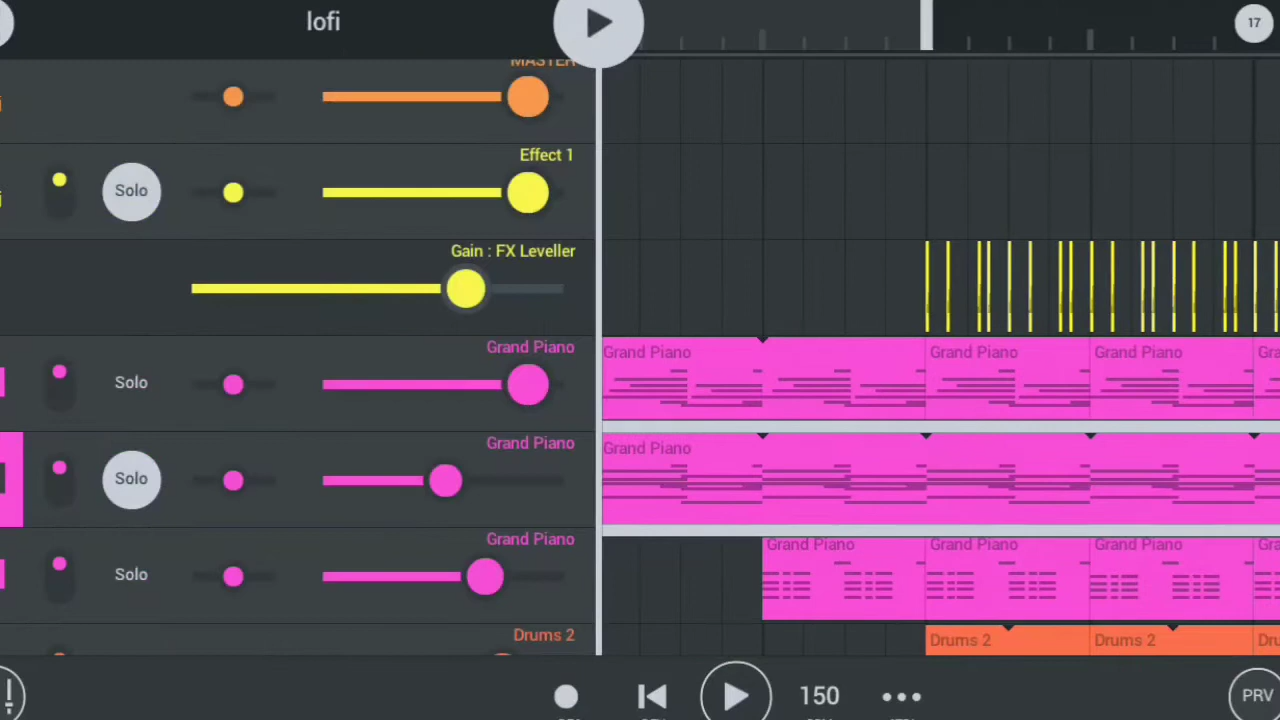 lofi
17
MASTER
Effect 1
Solo
Gain : FX Leveller
Grand Piano
Solo
Grand Piano Grand Piano Grand Piano
Grand Piano
Solo
Grand Piano
Grand Piano
Solo
Grand Piano Grand Piano Grand Piano
Drums 2
Drums 2 Drums 2
150
PRV